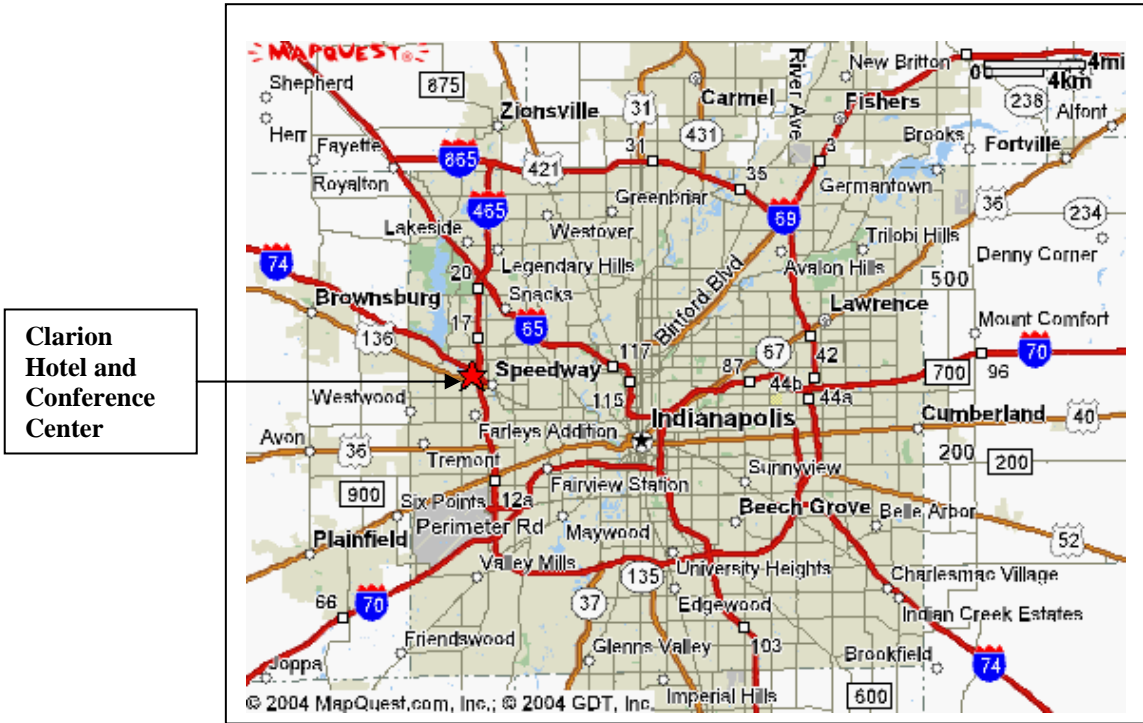 Clarion
Hotel and
Conference
Center
MAPQUEST
Shepherd
875
Zionsville
31
Carmel
River Ave
New Britton
0
4mi
4km
Fishers
238
Alfont
Herr
431
Brooks
Fortville
Fayette
865
421
31
3
Royalton
Greenbriar
35
Germantown
36
465
69
234
Lakeside
Westover
Trilobi Hills
Denny Corner
74
Legendary Hills
Avalon Hills
20
500
Brownsburg
Snacks
Binford Blvd
Lawrence
17
65
Mount Comfort
136
117
67
42
70
Speedway
87
44b
700
96
Westwood
115
44a
Indianapolis
Cumberland
40
Avon
36
Farleys Addition
200
200
Tremont
Sunnyview
900
Six Points
12a
Fairview Station
Perimeter Rd
Beech Grove
Belle Arbor
Plainfield
Maywood
52
Valley Mills
University Heights
135
Charlesmac Village
66
70
37
Edgewood
Indian Creek Estates
Friendswood
103
Glenns Valley
Brookfield
74
Joppa
Imperial Hills
600
© 2004 MapQuest.com, Inc.; © 2004 GDT, Inc.